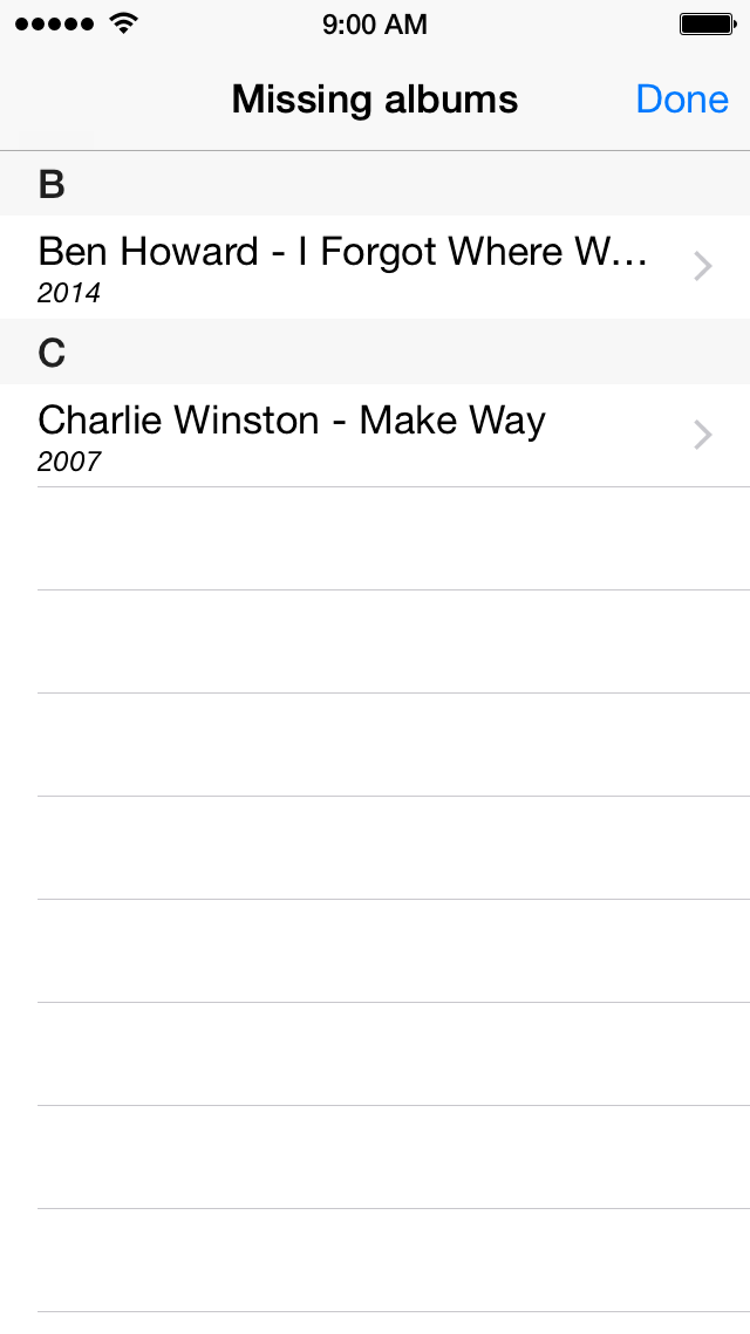 9:00 AM
Missing albums
Done
B
Ben Howard - I Forgot Where W...
2014
C
Charlie Winston - Make Way
2007